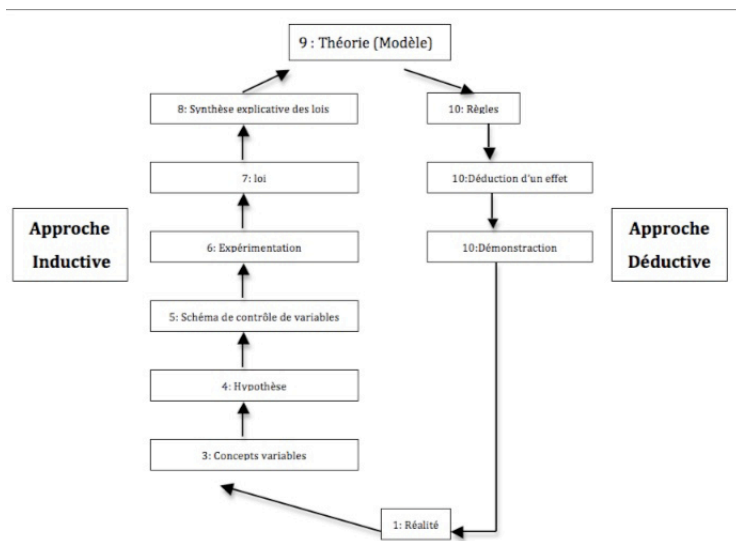 9 : Théorie (Modèle)
8: Synthèse explicative des lois
10: Règles
7: loi
10:Déduction d'un effet
Approche
Inductive
6: Expérimentation
10:Démonstration
Approche
Déductive
5: Schéma de contrôle de variables
4: Hypothèse
3: Concepts variables
1: Réalité